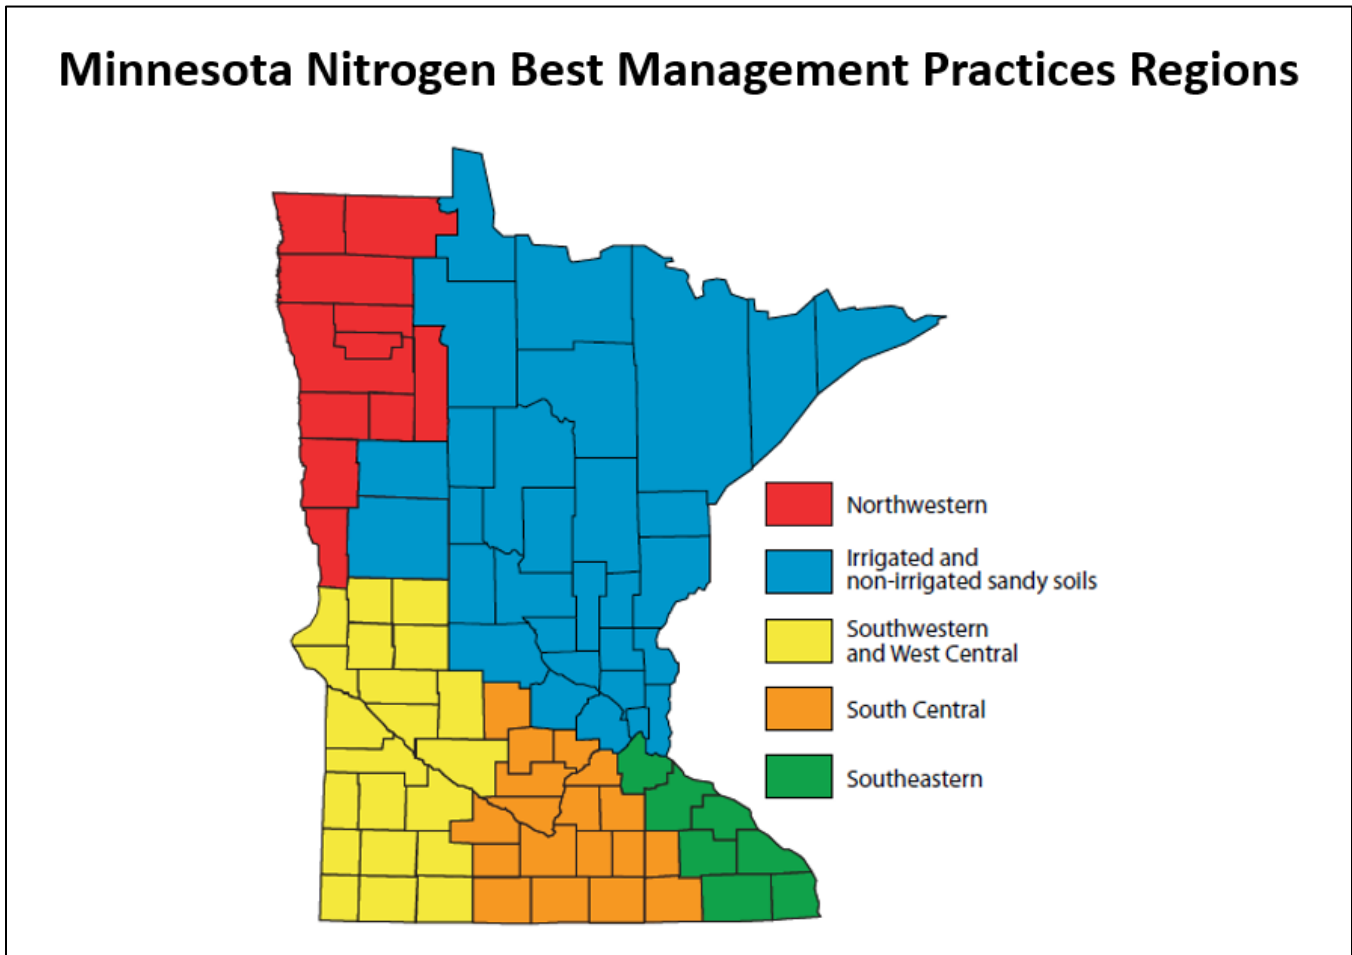 Minnesota Nitrogen Best Management Practices Regions
Northwestern
Irrigated and
non-irrigated sandy soils
Southwestern
and West Central
South Central
Southeastern